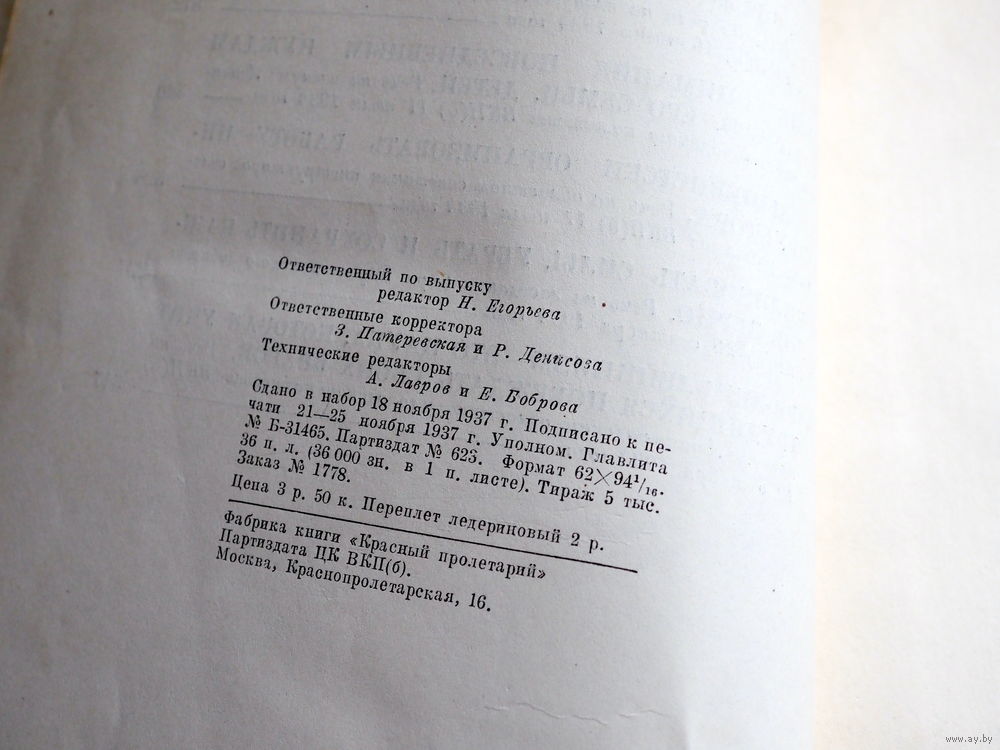 Ответственный по выпуску
редактор Н. Егорьева
Ответственные корректора
З. Патеревская и Р. Денисова
Технические редакторы
А. Лавров и Е. Боброва
Сдано в набор 18 ноября 1937 г. Подписано к пе-
чати 21—25 ноября 1937 г. Уполном. Главлита
№ Б-31465. Партиздат № 623. Формат 62×94¹/₁₆.
36 п. л. (36 000 зн. в 1 п. листе). Тираж 5 тыс.
Заказ № 1778.
Цена 3 р. 50 к. Переплет ледериновый 2 р.
Фабрика книги «Красный пролетарий»
Партиздата ЦК ВКП(б).
Москва, Краснопролетарская, 16.
www.ay.by